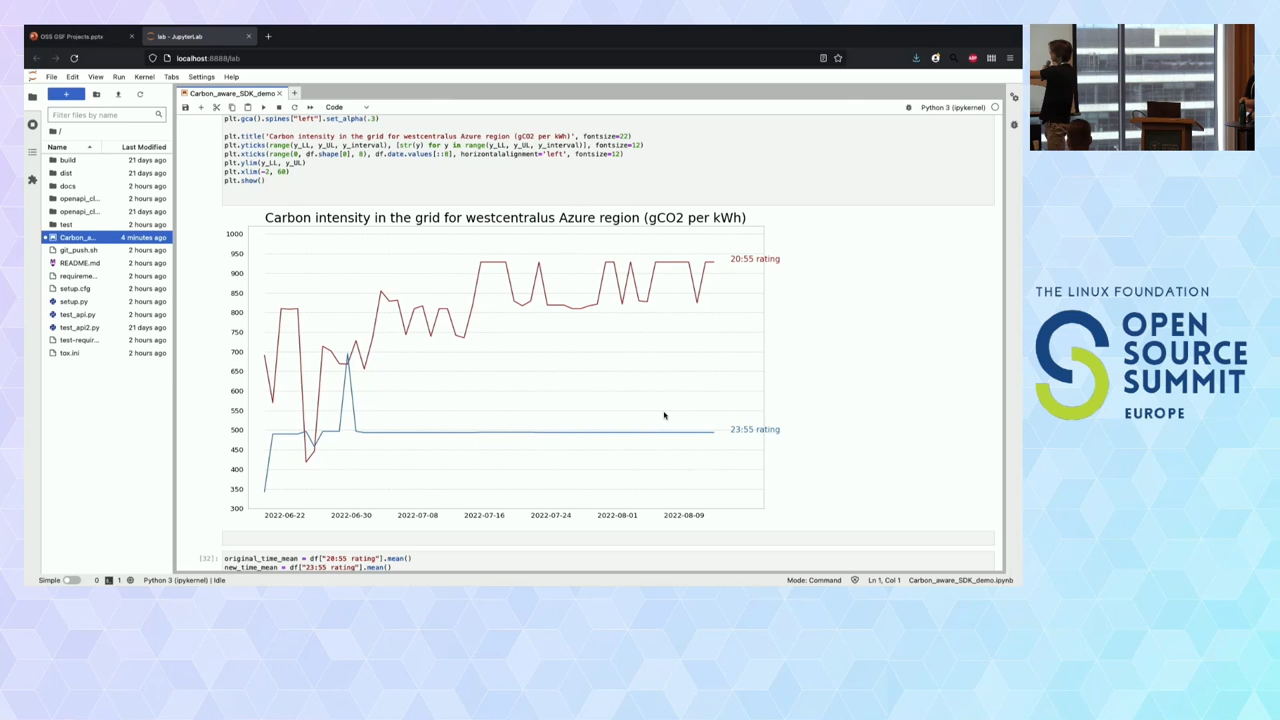 OSS GSF Projects.pptx
lab - JupyterLab
localhost:8888/lab
File Edit View Run Kernel Tabs Settings Help
Carbon_aware_SDK_demo
Code
Python 3 (ipykernel)
Filter files by name
/
Name Last Modified
build 21 days ago
dist 21 days ago
docs 2 hours ago
openapi_cl... 2 hours ago
openapi_cl... 21 days ago
test 2 hours ago
Carbon_a... 4 minutes ago
git_push.sh 2 hours ago
README.md 2 hours ago
requireme... 2 hours ago
setup.cfg 2 hours ago
setup.py 2 hours ago
test_api.py 2 hours ago
test_api2.py 21 days ago
test-requir... 2 hours ago
tox.ini 2 hours ago
plt.gca().spines["left"].set_alpha(.3)
plt.title('Carbon intensity in the grid for westcentralus Azure region (gCO2 per kWh)', fontsize=22)
plt.yticks(range(y_LL, y_UL, y_interval), [str(y) for y in range(y_LL, y_UL, y_interval)], fontsize=12)
plt.xticks(range(0, df.shape[0], 8), df.date.values[::8], horizontalalignment='left', fontsize=12)
plt.ylim(y_LL, y_UL)
plt.xlim(-2, 60)
plt.show()
Carbon intensity in the grid for westcentralus Azure region (gCO2 per kWh)
1000
950
900
850
800
750
700
650
600
550
500
450
400
350
300
20:55 rating
23:55 rating
2022-06-22 2022-06-30 2022-07-08 2022-07-16 2022-07-24 2022-08-01 2022-08-09
[32]: original_time_mean = df["20:55 rating"].mean()
new_time_mean = df["23:55 rating"].mean()
Simple 0 1 Python 3 (ipykernel) | Idle
Mode: Command Ln 1, Col 1 Carbon_aware_SDK_demo.ipynb
THE LINUX FOUNDATION
OPEN
SOURCE
SUMMIT
EUROPE